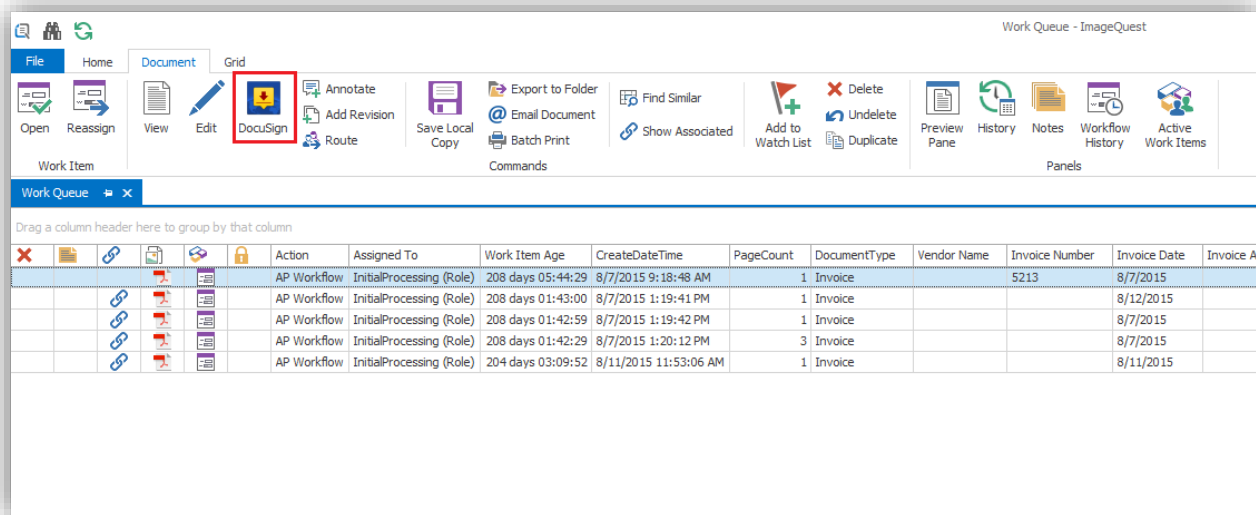 Work Queue - ImageQuest
File Home Document Grid
Open Reassign View Edit DocuSign Annotate Add Revision Route Save Local Copy Export to Folder Email Document Batch Print Find Similar Show Associated Add to Watch List Delete Undelete Duplicate Preview Pane History Notes Workflow History Active Work Items
Work Item Commands Panels
Work Queue
Drag a column header here to group by that column
Action Assigned To Work Item Age CreateDateTime PageCount DocumentType Vendor Name Invoice Number Invoice Date Invoice A
AP Workflow InitialProcessing (Role) 208 days 05:44:29 8/7/2015 9:18:48 AM 1 Invoice 5213 8/7/2015
AP Workflow InitialProcessing (Role) 208 days 01:43:00 8/7/2015 1:19:41 PM 1 Invoice 8/12/2015
AP Workflow InitialProcessing (Role) 208 days 01:42:59 8/7/2015 1:19:42 PM 1 Invoice 8/7/2015
AP Workflow InitialProcessing (Role) 208 days 01:42:29 8/7/2015 1:20:12 PM 3 Invoice 8/7/2015
AP Workflow InitialProcessing (Role) 204 days 03:09:52 8/11/2015 11:53:06 AM 1 Invoice 8/11/2015